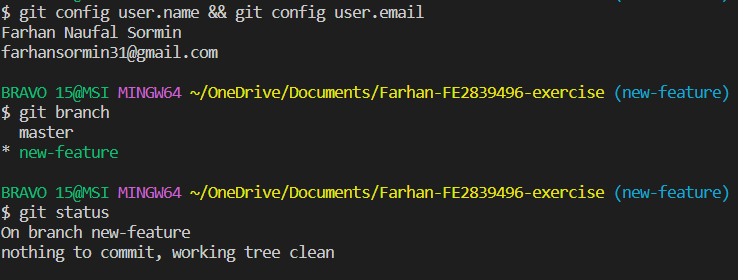 $ git config user.name && git config user.email
Farhan Naufal Sormin
farhansormin31@gmail.com
BRAVO 15@MSI MINGW64 ~/OneDrive/Documents/Farhan-FE2839496-exercise (new-feature)
$ git branch
  master
* new-feature
BRAVO 15@MSI MINGW64 ~/OneDrive/Documents/Farhan-FE2839496-exercise (new-feature)
$ git status
On branch new-feature
nothing to commit, working tree clean